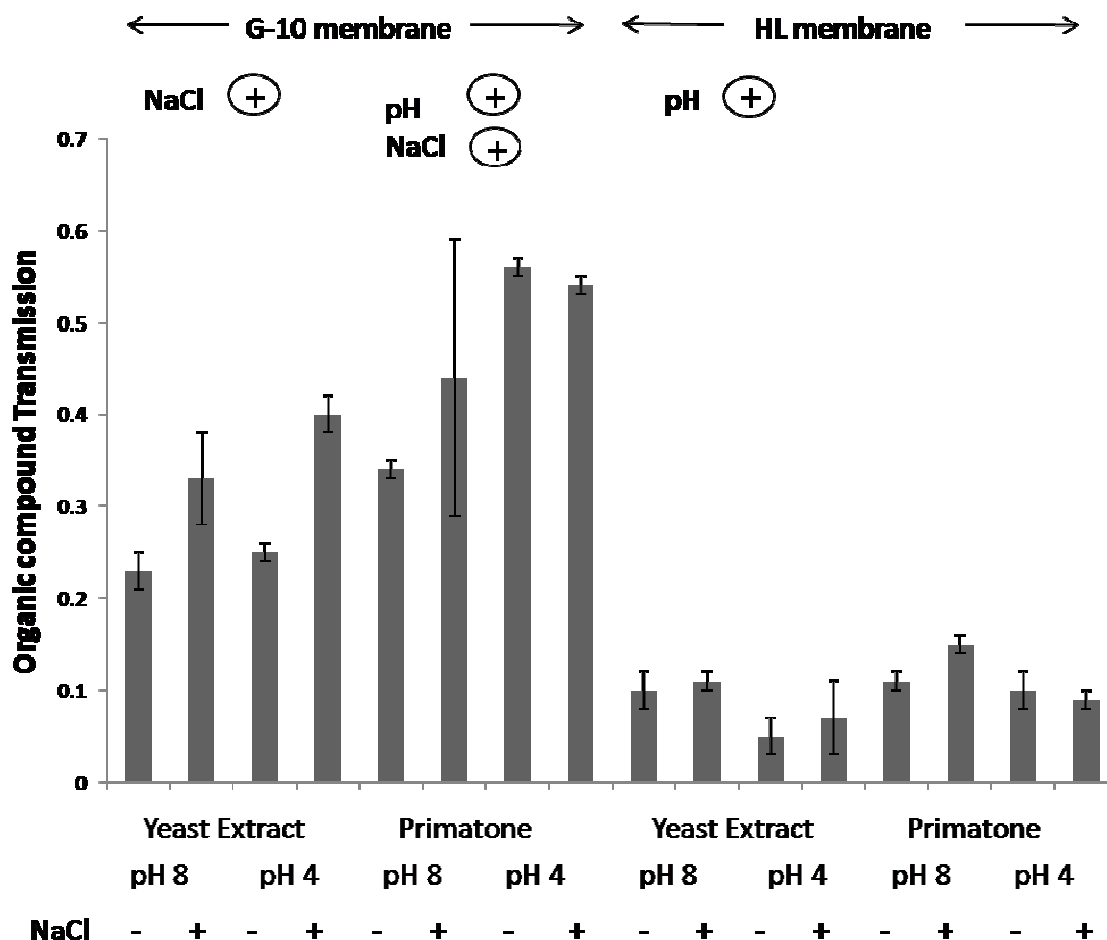 G-10 membrane HL membrane
NaCl + pH + pH +
NaCl +
0.7
0.6
0.5
0.4
0.3
0.2
0.1
0
Organic compound Transmission
Yeast Extract Primatone Yeast Extract Primatone
pH 8 pH 4 pH 8 pH 4 pH 8 pH 4 pH 8 pH 4
NaCl - + - + - + - + - + - + - + - +